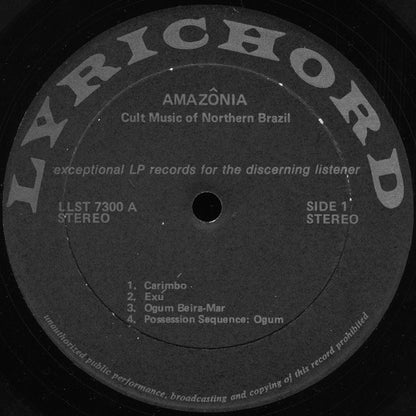 LYRICHORD
AMAZÔNIA
Cult Music of Northern Brazil
exceptional LP records for the discerning listener
LLST 7300 A
STEREO
SIDE 1
STEREO
1. Carimbo
2. Exu
3. Ogum Beira-Mar
4. Possession Sequence: Ogum
unauthorized public performance, broadcasting and copying of this record prohibited